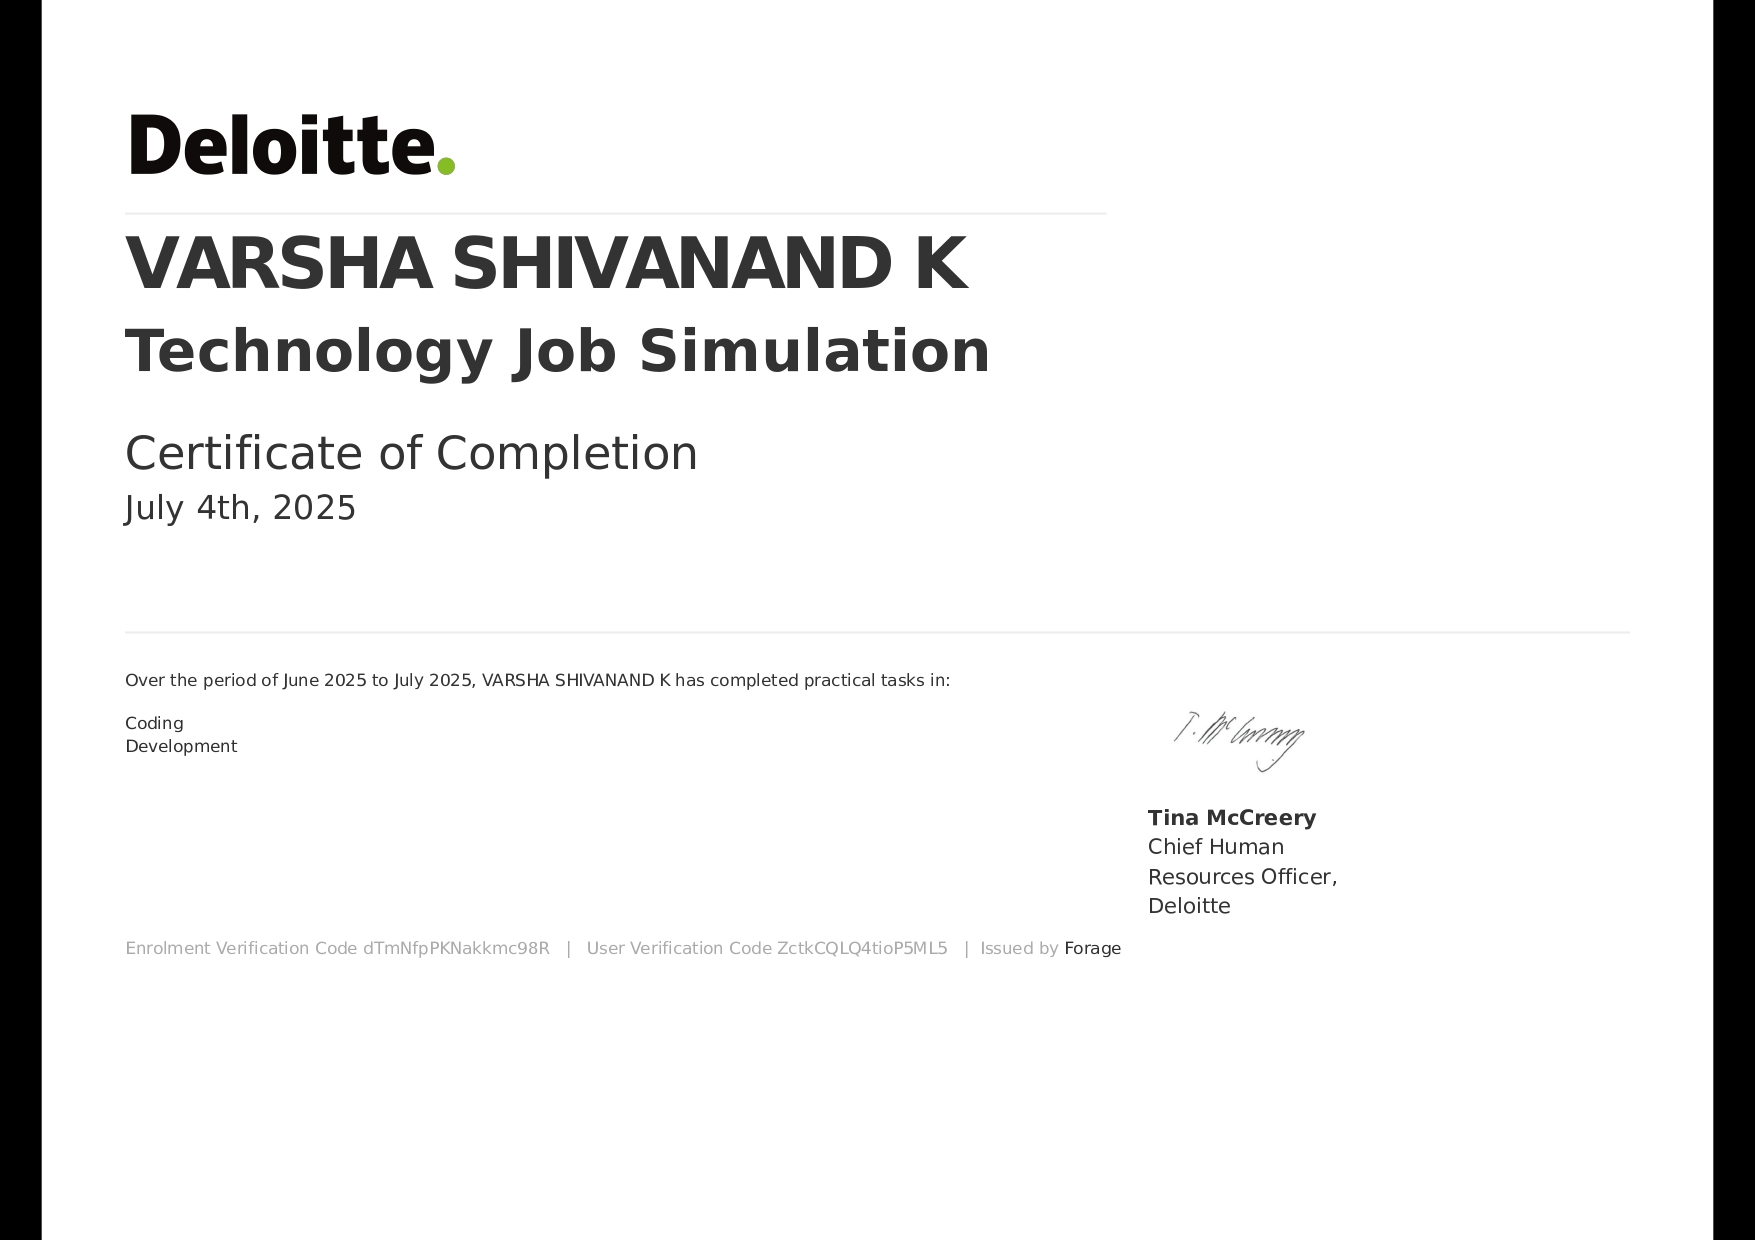 Deloitte.
VARSHA SHIVANAND K
Technology Job Simulation
Certificate of Completion
July 4th, 2025
Over the period of June 2025 to July 2025, VARSHA SHIVANAND K has completed practical tasks in:
Coding
Development
T. McCreery
Tina McCreery
Chief Human
Resources Officer,
Deloitte
Enrolment Verification Code dTmNfpPKNakkmc98R | User Verification Code ZctkCQLQ4tioP5ML5 | Issued by Forage